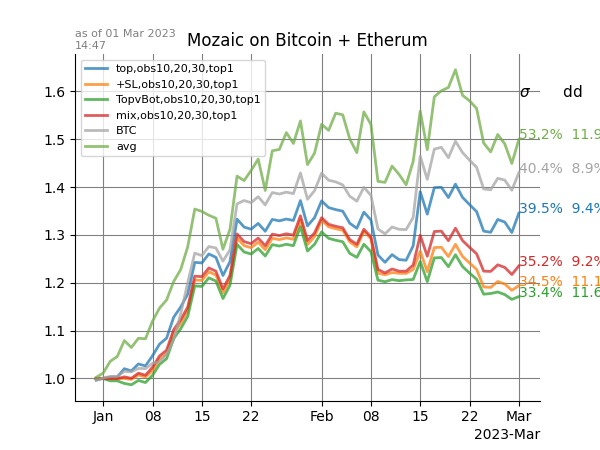 as of 01 Mar 2023
14:47
Mozaic on Bitcoin + Etherum
top,obs10,20,30,top1
+SL,obs10,20,30,top1
TopvBot,obs10,20,30,top1
mix,obs10,20,30,top1
BTC
avg
σ dd
1.6
1.5
1.4
1.3
1.2
1.1
1.0
53.2% 11.9
40.4% 8.9%
39.5% 9.4%
35.2% 9.2%
34.5% 11.1
33.4% 11.6
Jan 08 15 22 Feb 08 15 22 Mar
2023-Mar